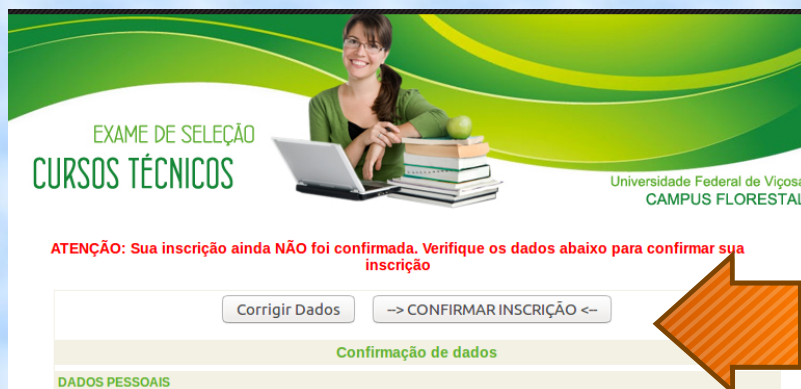 EXAME DE SELEÇÃO
CURSOS TÉCNICOS
Universidade Federal de Viçosa
CAMPUS FLORESTAL
ATENÇÃO: Sua inscrição ainda NÃO foi confirmada. Verifique os dados abaixo para confirmar sua
inscrição
Corrigir Dados --> CONFIRMAR INSCRIÇÃO <--
Confirmação de dados
DADOS PESSOAIS